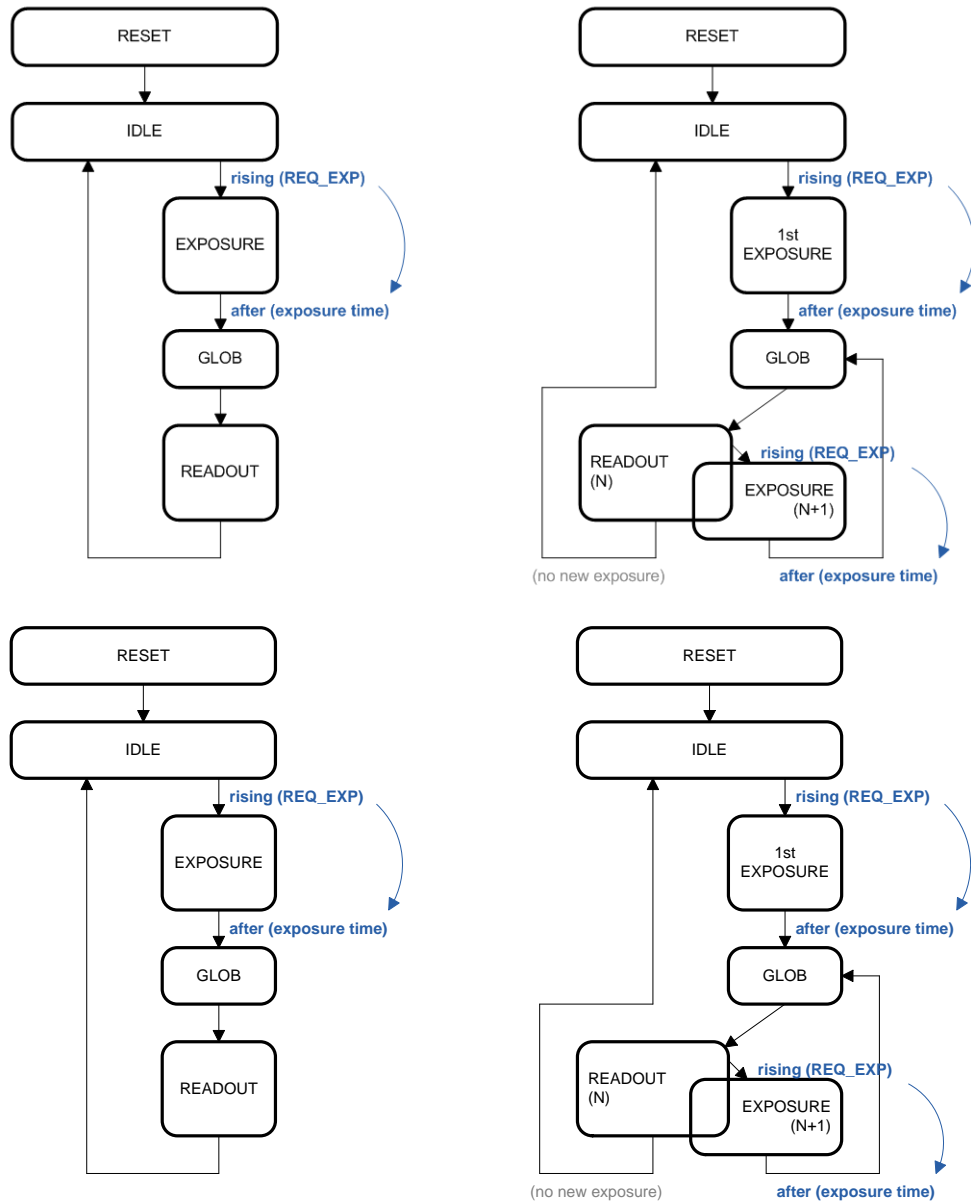 RESET
IDLE
rising (REQ_EXP)
EXPOSURE
after (exposure time)
GLOB
READOUT
RESET
IDLE
rising (REQ_EXP)
1st
EXPOSURE
after (exposure time)
GLOB
rising (REQ_EXP)
READOUT
(N)
EXPOSURE
(N+1)
(no new exposure)
after (exposure time)
RESET
IDLE
rising (REQ_EXP)
EXPOSURE
after (exposure time)
GLOB
READOUT
RESET
IDLE
rising (REQ_EXP)
1st
EXPOSURE
after (exposure time)
GLOB
rising (REQ_EXP)
READOUT
(N)
EXPOSURE
(N+1)
(no new exposure)
after (exposure time)